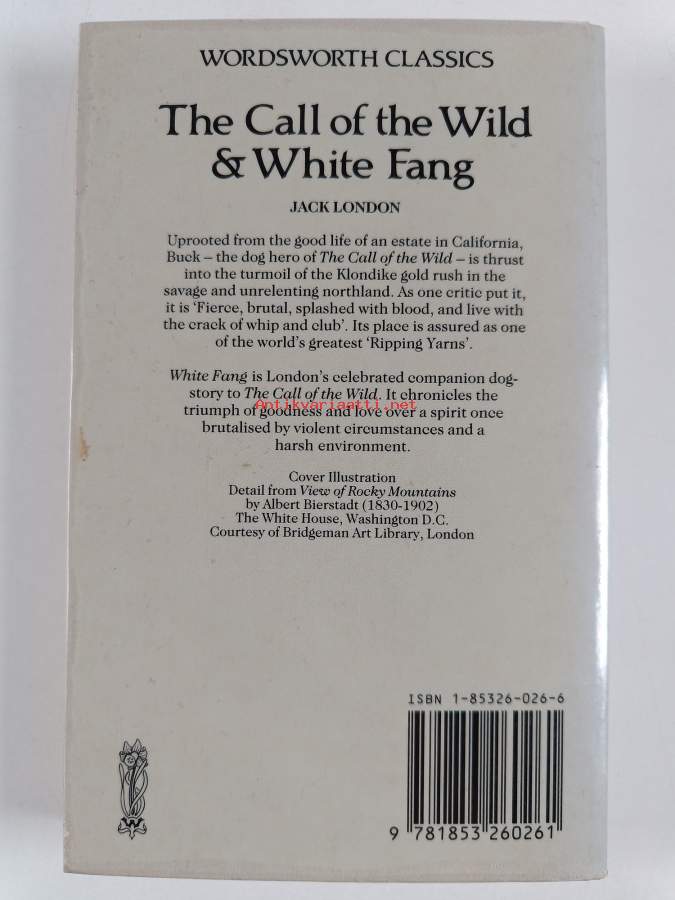 WORDSWORTH CLASSICS
The Call of the Wild
& White Fang
JACK LONDON
Uprooted from the good life of an estate in California,
Buck – the dog hero of The Call of the Wild – is thrust
into the turmoil of the Klondike gold rush in the
savage and unrelenting northland. As one critic put it,
it is ‘Fierce, brutal, splashed with blood, and live with
the crack of whip and club’. Its place is assured as one
of the world’s greatest ‘Ripping Yarns’.
White Fang is London’s celebrated companion dog-
story to The Call of the Wild. It chronicles the
Antikvariaatti.net
triumph of goodness and love over a spirit once
brutalised by violent circumstances and a
harsh environment.
Cover Illustration
Detail from View of Rocky Mountains
by Albert Bierstadt (1830-1902)
The White House, Washington D.C.
Courtesy of Bridgeman Art Library, London
ISBN 1-85326-026-6
9 781853 260261
W